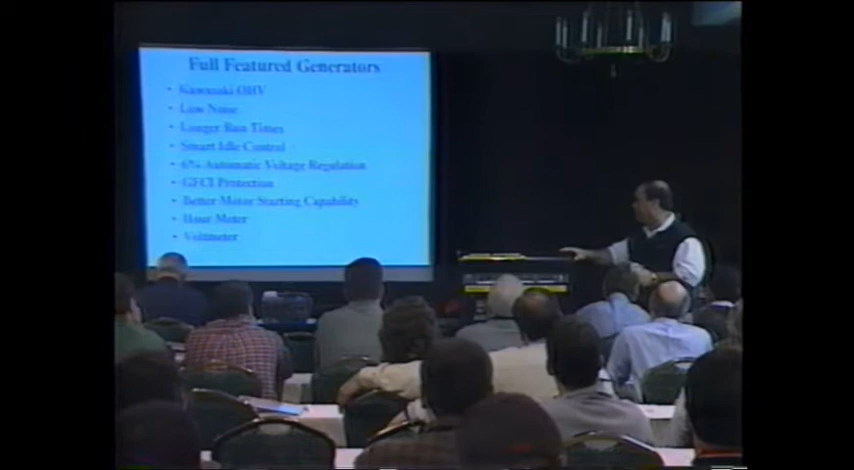 Full Featured Generators
• Kawasaki OHV
• Low Noise
• Longer Run Times
• Smart Idle Control
• 6% Automatic Voltage Regulation
• GFCI Protection
• Better Motor Starting Capability
• Hour Meter
• Voltmeter